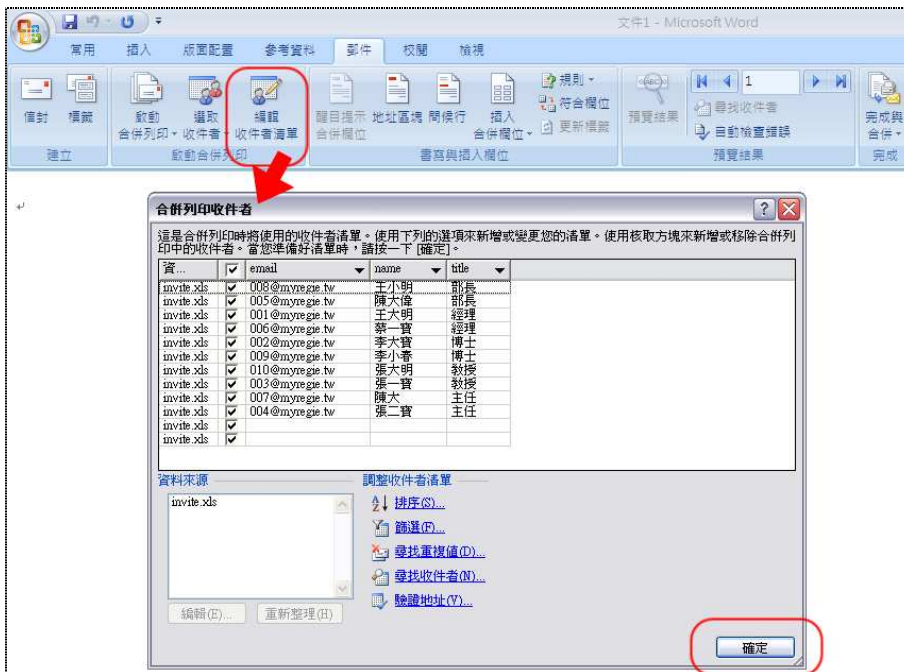 文件1 - Microsoft Word
常用 插入 版面配置 參考資料 郵件 校閱 檢視
信封 標籤 啟動合併列印 選取收件者 編輯收件者清單 醒目提示合併欄位 地址區塊 問候行 插入合併欄位 規則 符合欄位 更新標籤 預覽結果 ABC 1 尋找收件者 自動檢查錯誤 完成與合併
建立 啟動合併列印 書寫與插入欄位 預覽結果 完成
合併列印收件者
這是合併列印時將使用的收件者清單。使用下列的選項來新增或變更您的清單。使用核取方塊來新增或移除合併列
印中的收件者。當您準備好清單時，請按一下 [確定]。
資... email name title
invite.xls 008@myregie.tw 王小明 部長
invite.xls 005@myregie.tw 陳大偉 部長
invite.xls 001@myregie.tw 王大明 經理
invite.xls 006@myregie.tw 蔡一寶 經理
invite.xls 002@myregie.tw 李大寶 博士
invite.xls 009@myregie.tw 李小春 博士
invite.xls 010@myregie.tw 張大明 教授
invite.xls 003@myregie.tw 張一寶 教授
invite.xls 007@myregie.tw 陳大 主任
invite.xls 004@myregie.tw 張二寶 主任
invite.xls
invite.xls
資料來源 調整收件者清單
invite.xls
排序(S)...
篩選(F)...
尋找重複值(D)...
尋找收件者(N)...
驗證地址(V)...
編輯(E)... 重新整理(H)
確定